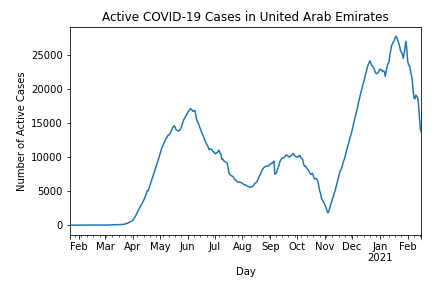 Active COVID-19 Cases in United Arab Emirates
Number of Active Cases
25000
20000
15000
10000
5000
0
Feb Mar Apr May Jun Jul Aug Sep Oct Nov Dec Jan Feb
2021
Day